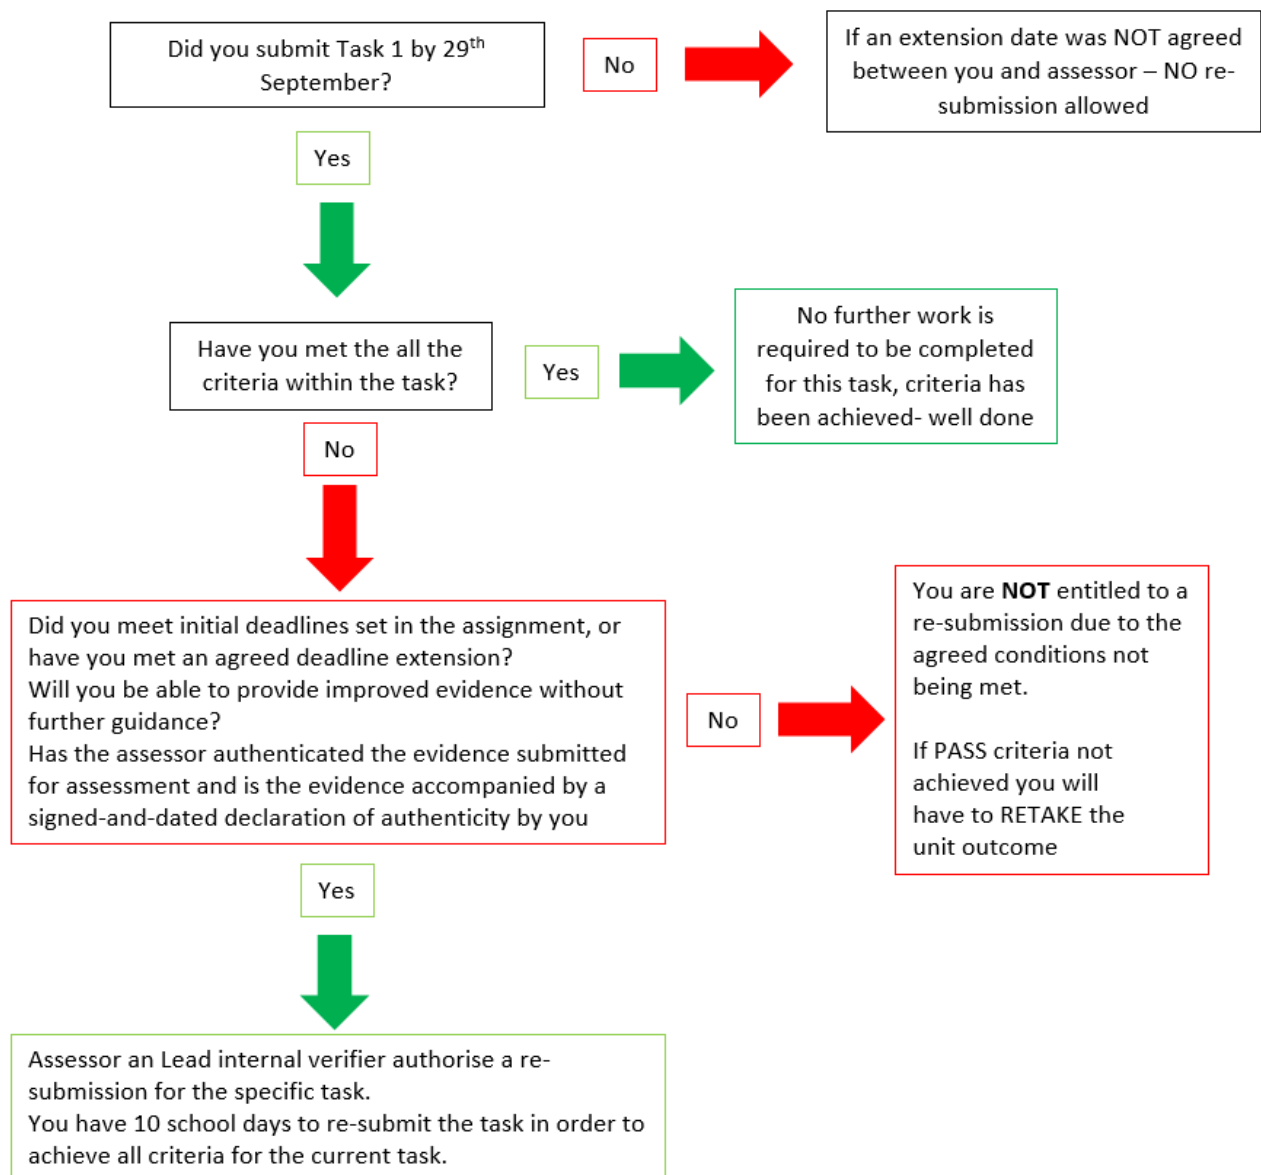 Did you submit Task 1 by 29th
September?
No
If an extension date was NOT agreed
between you and assessor – NO re-
submission allowed
Yes
Have you met the all the
criteria within the task?
Yes
No further work is
required to be completed
for this task, criteria has
been achieved- well done
No
Did you meet initial deadlines set in the assignment, or
have you met an agreed deadline extension?
Will you be able to provide improved evidence without
further guidance?
Has the assessor authenticated the evidence submitted
for assessment and is the evidence accompanied by a
signed-and-dated declaration of authenticity by you
No
You are NOT entitled to a
re-submission due to the
agreed conditions not
being met.
If PASS criteria not
achieved you will
have to RETAKE the
unit outcome
Yes
Assessor an Lead internal verifier authorise a re-
submission for the specific task.
You have 10 school days to re-submit the task in order to
achieve all criteria for the current task.